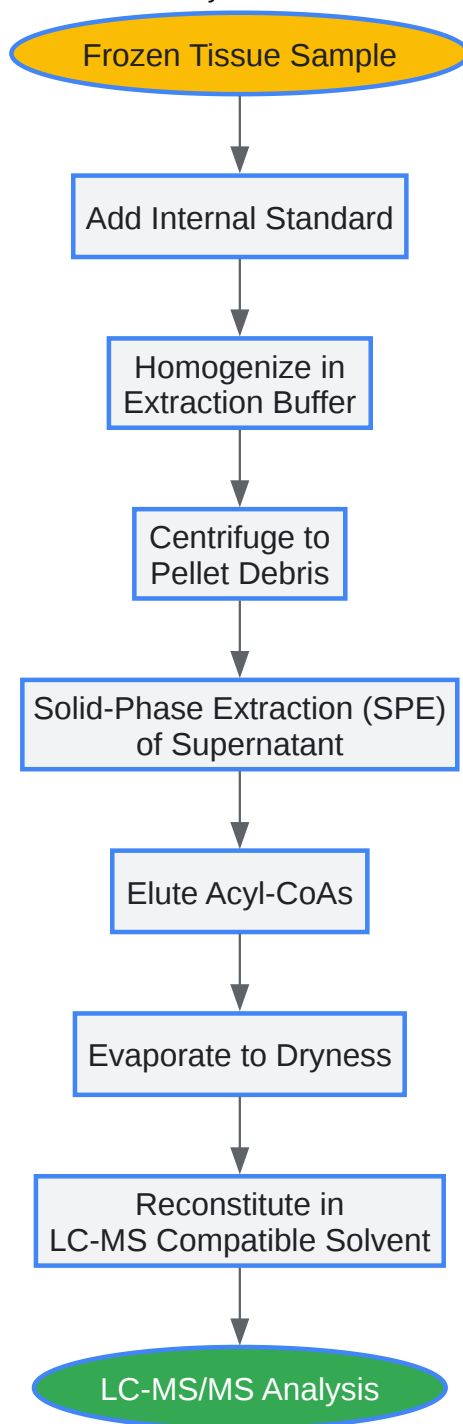 Frozen Tissue Sample
Add Internal Standard
Homogenize in
Extraction Buffer
Centrifuge to
Pellet Debris
Solid-Phase Extraction (SPE)
of Supernatant
Elute Acyl-CoAs
Evaporate to Dryness
Reconstitute in
LC-MS Compatible Solvent
LC-MS/MS Analysis